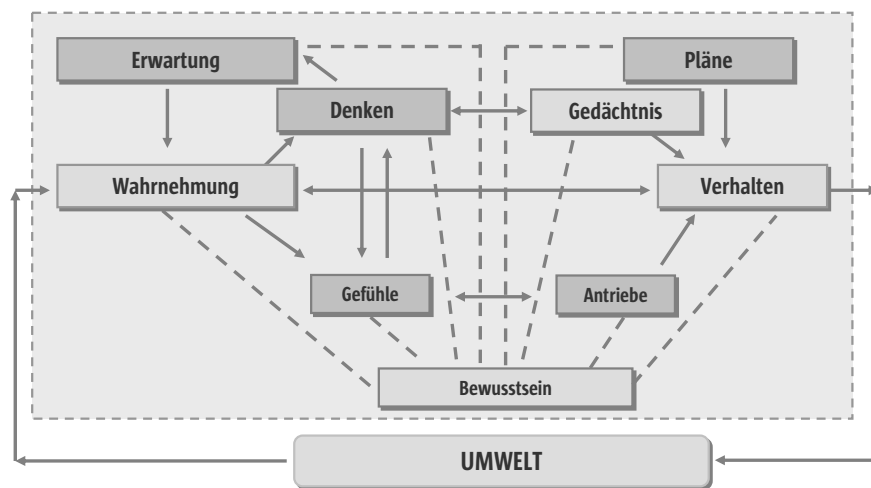 Erwartung
Pläne
Denken
Gedächtnis
Wahrnehmung
Verhalten
Gefühle
Antriebe
Bewusstsein
UMWELT